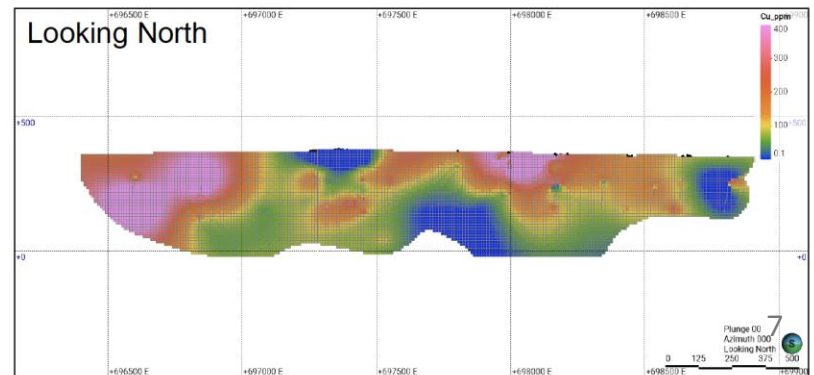 Looking North
+696500 E +697000 E +697500 E +698000 E +698500 E
Cu_ppm
400
300
200
100
0.1
+500 +500
+0 +0
7
Plunge 00
Azimuth 000
Looking North
S
0 125 250 375 500
+696500 E +697000 E +697500 E +698000 E +698500 E